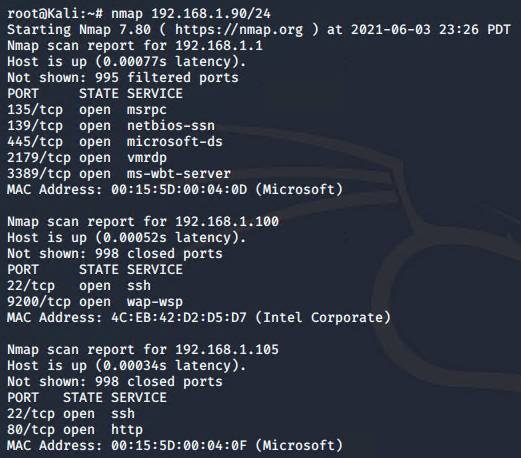 root@Kali:~# nmap 192.168.1.90/24
Starting Nmap 7.80 ( https://nmap.org ) at 2021-06-03 23:26 PDT
Nmap scan report for 192.168.1.1
Host is up (0.00077s latency).
Not shown: 995 filtered ports
PORT     STATE SERVICE
135/tcp  open  msrpc
139/tcp  open  netbios-ssn
445/tcp  open  microsoft-ds
2179/tcp open  vmrdp
3389/tcp open  ms-wbt-server
MAC Address: 00:15:5D:00:04:0D (Microsoft)

Nmap scan report for 192.168.1.100
Host is up (0.00052s latency).
Not shown: 998 closed ports
PORT     STATE SERVICE
22/tcp   open  ssh
9200/tcp open  wap-wsp
MAC Address: 4C:EB:42:D2:D5:D7 (Intel Corporate)

Nmap scan report for 192.168.1.105
Host is up (0.00034s latency).
Not shown: 998 closed ports
PORT   STATE SERVICE
22/tcp open  ssh
80/tcp open  http
MAC Address: 00:15:5D:00:04:0F (Microsoft)